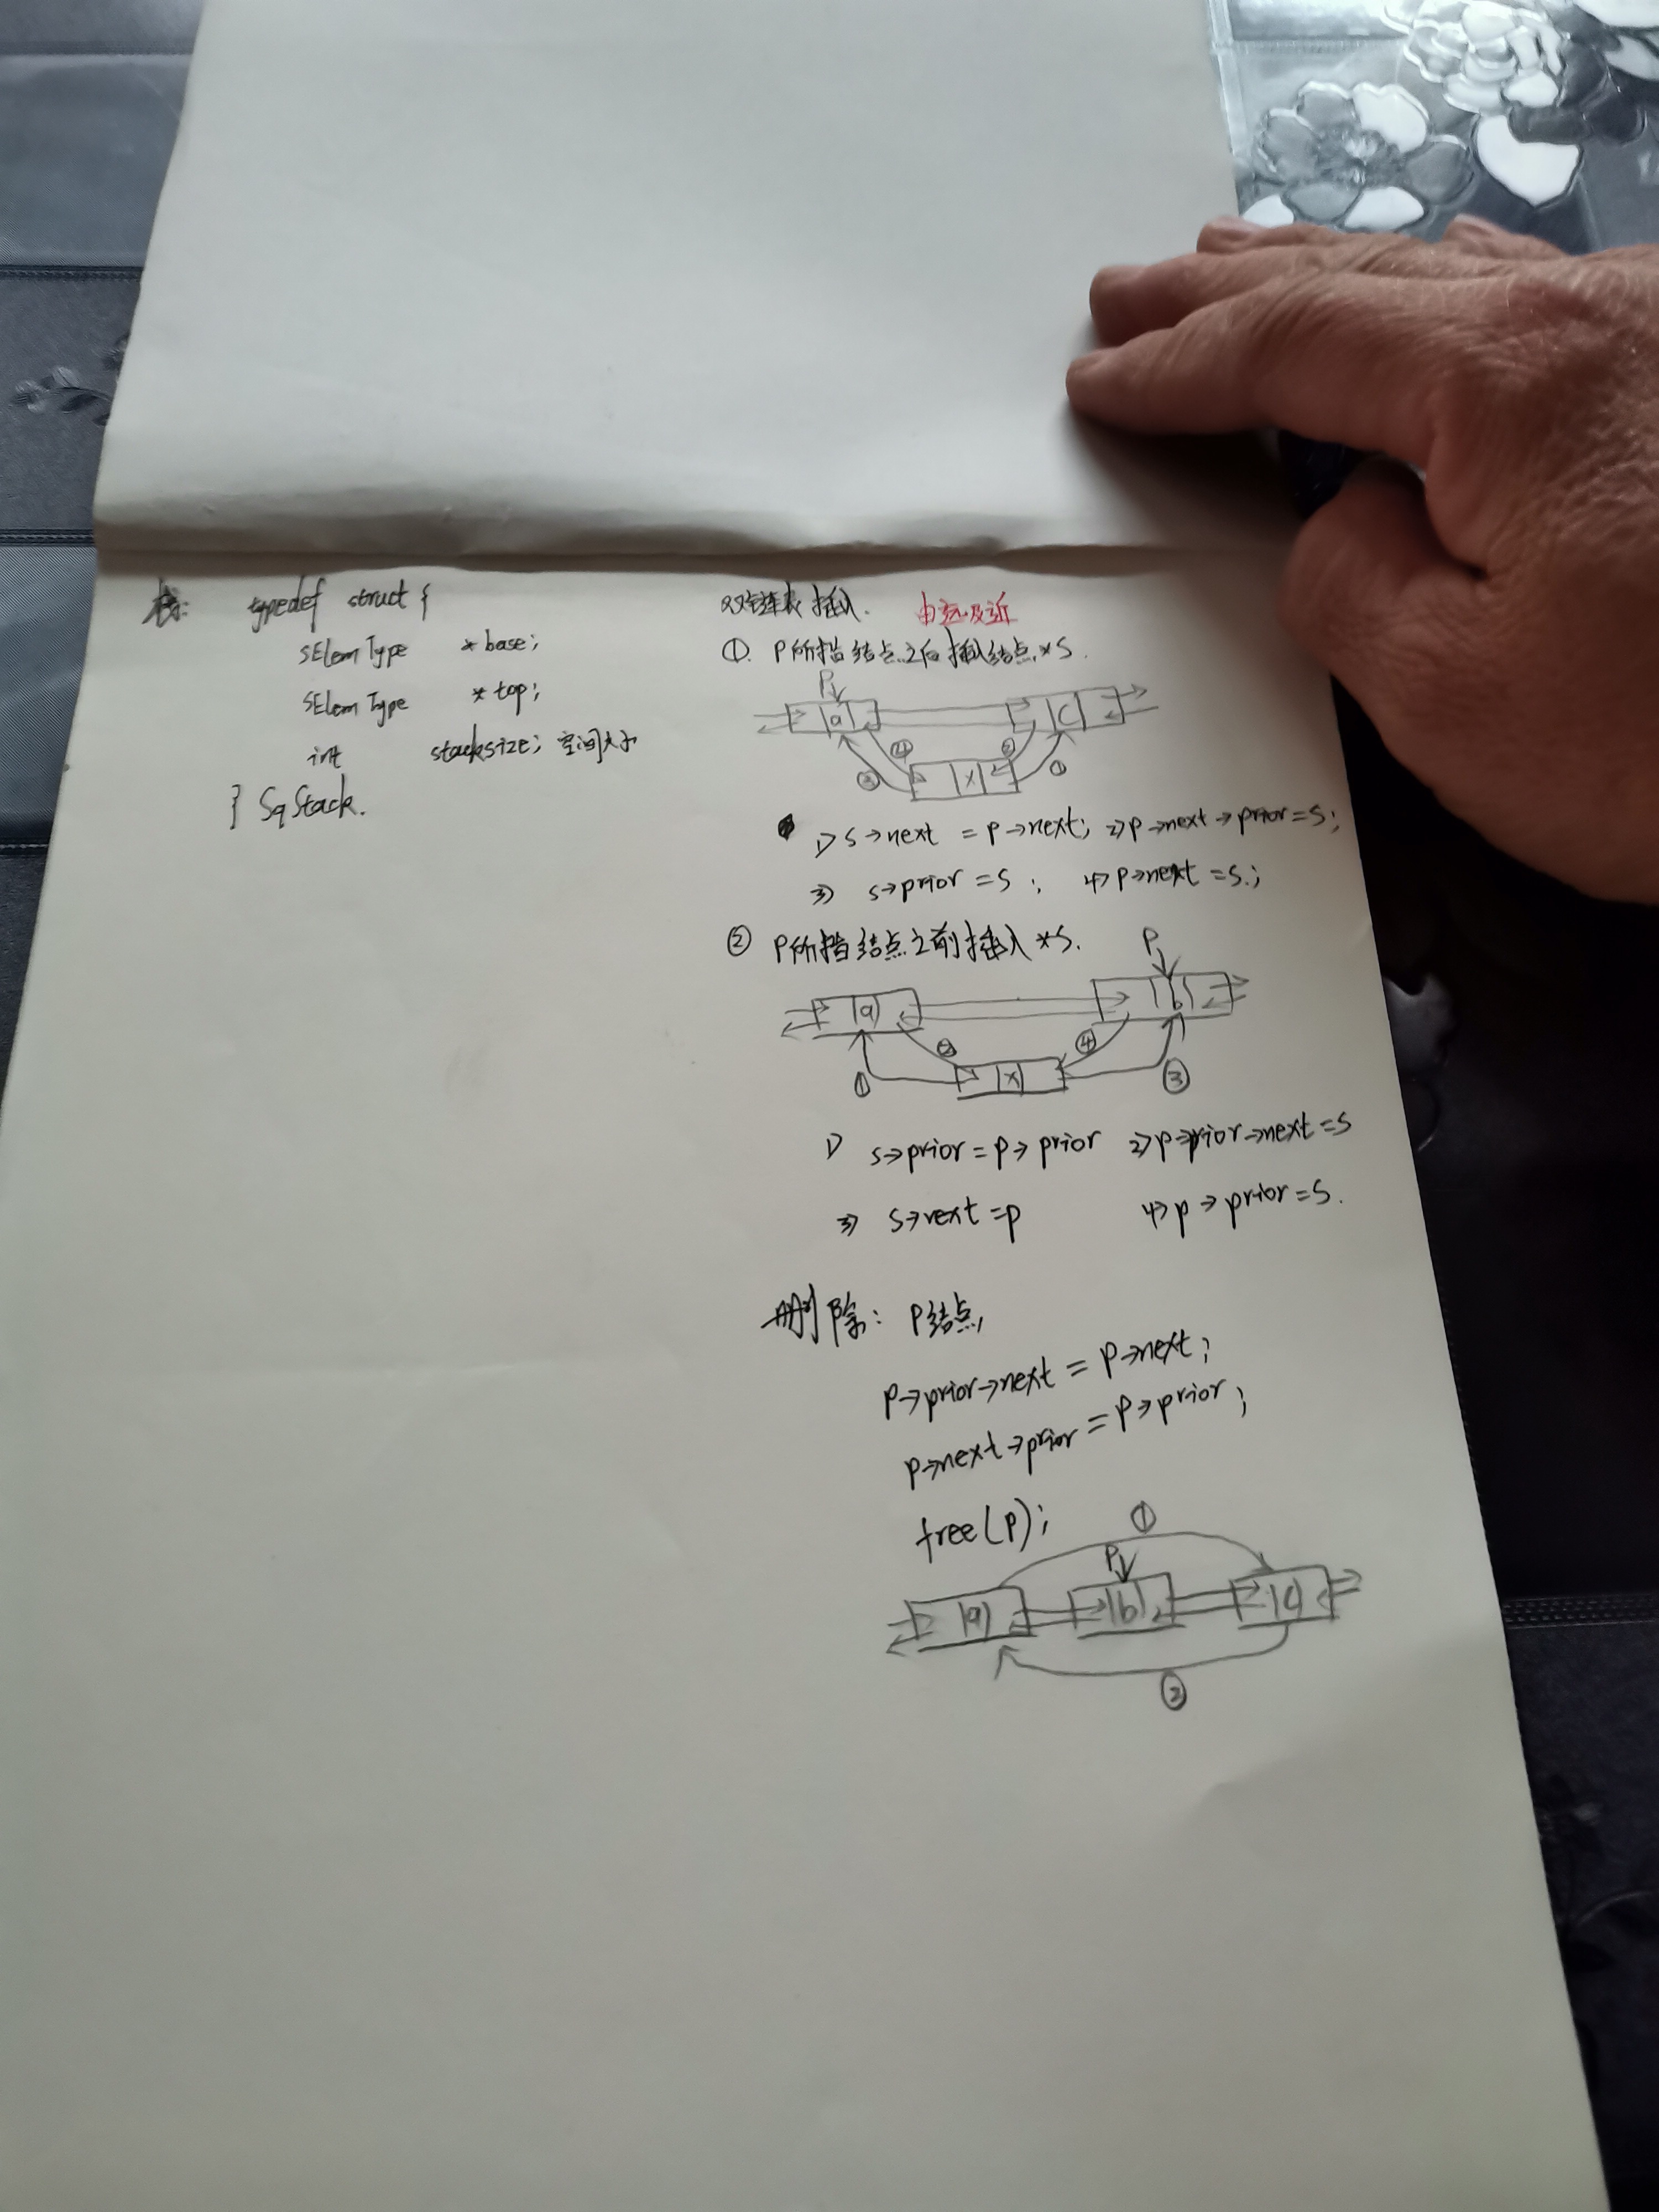 栈:
typedef struct {
SElemType *base;
SElemType *top;
int stacksize; 空间大小
} SqStack.
双链表插入. 由远及近
①. P所指结点之后插入结点*S.
P
a C
④ ② ③ ①
X
1> s→next = p→next; 2> p→next→prior=s;
3> s→prior = s ; 4> p→next = s.;
② P所指结点之前插入*S.
P
a b
② ④
① X ③
1> s→prior = p→prior 2> p→prior→next=s
3> s→next=p 4> p→prior=s.
删除: P结点,
p→prior→next = p→next;
p→next→prior = p→prior;
free(p);
①
P
a b c
②